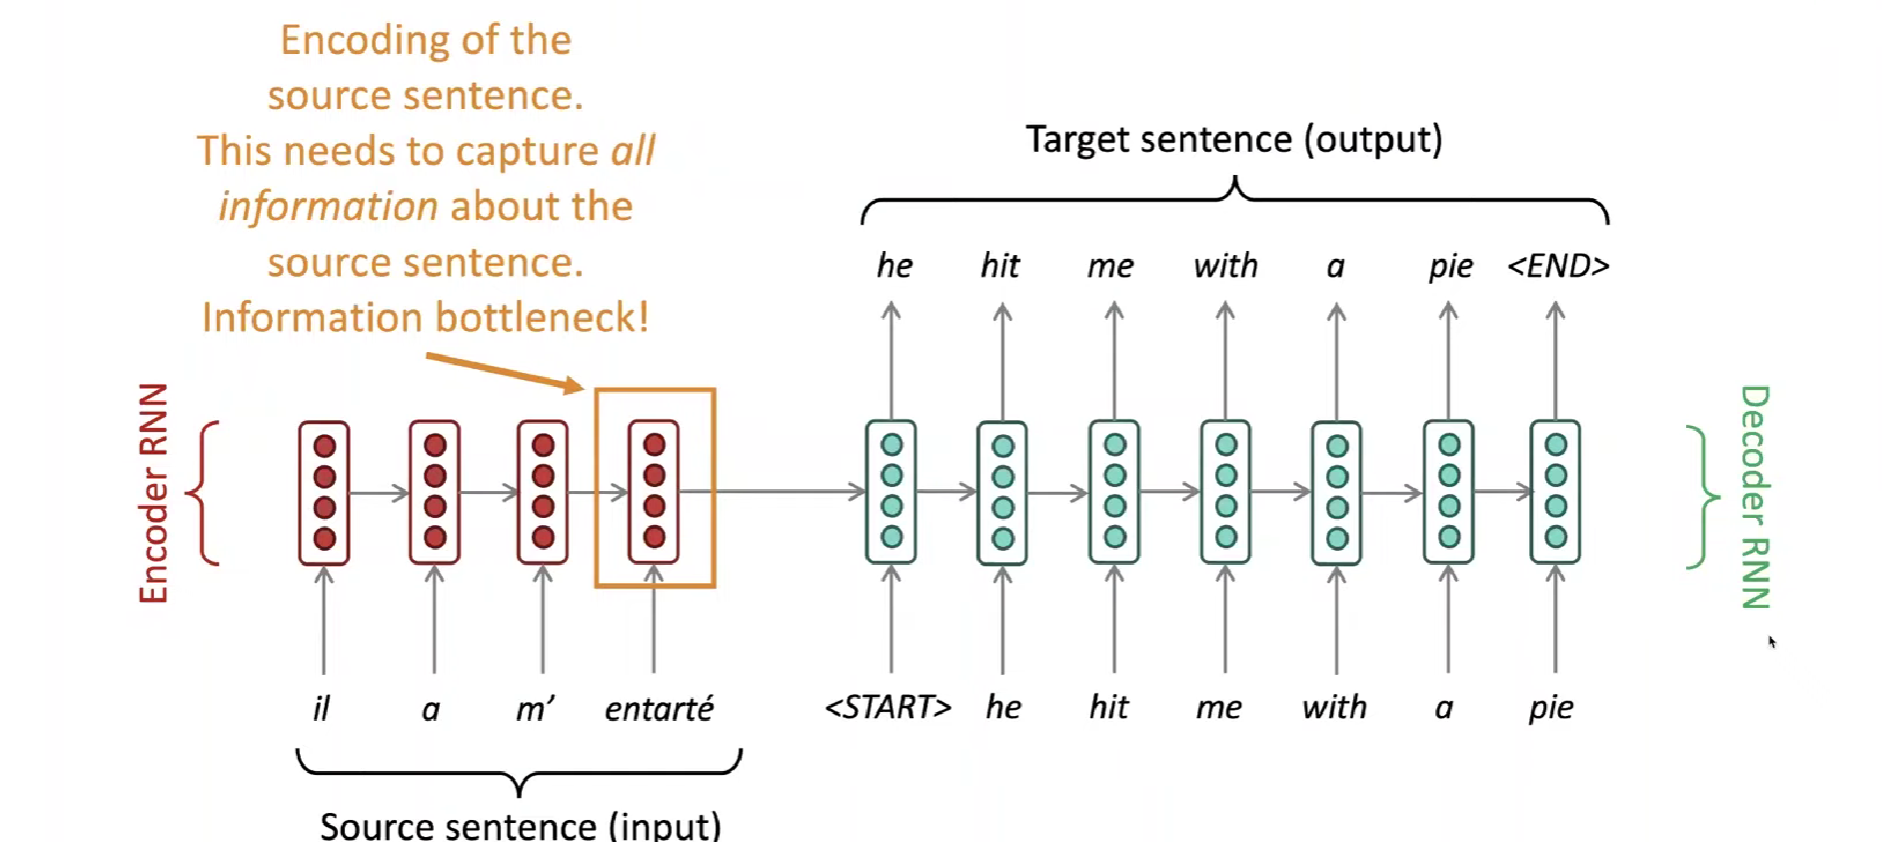 Encoding of the
source sentence.
This needs to capture all
information about the
source sentence.
Information bottleneck!
Target sentence (output)
he hit me with a pie <END>
Encoder RNN
Decoder RNN
il a m’ entarté
<START> he hit me with a pie
Source sentence (input)